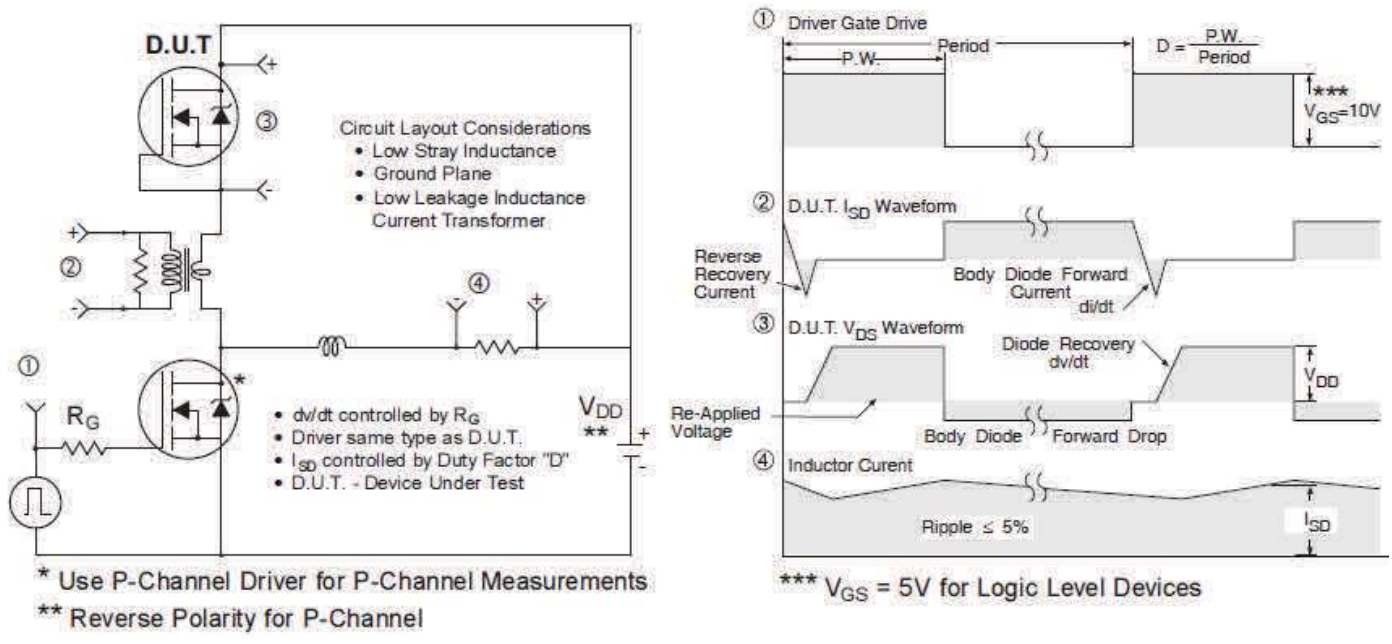 D.U.T
+
③
-
Circuit Layout Considerations
• Low Stray Inductance
• Ground Plane
• Low Leakage Inductance
Current Transformer
+
②
-
-
④
+
①
R_G
*
• dv/dt controlled by R_G
• Driver same type as D.U.T.
• I_SD controlled by Duty Factor "D"
• D.U.T. - Device Under Test
V_DD
**
+
-
* Use P-Channel Driver for P-Channel Measurements
** Reverse Polarity for P-Channel
① Driver Gate Drive
Period
P.W.
D = P.W.
Period
***
V_GS=10V
② D.U.T. I_SD Waveform
Reverse
Recovery
Current
Body Diode Forward
Current
di/dt
③ D.U.T. V_DS Waveform
Diode Recovery
dv/dt
V_DD
Re-Applied
Voltage
Body Diode Forward Drop
④ Inductor Curent
Ripple ≤ 5%
I_SD
*** V_GS = 5V for Logic Level Devices